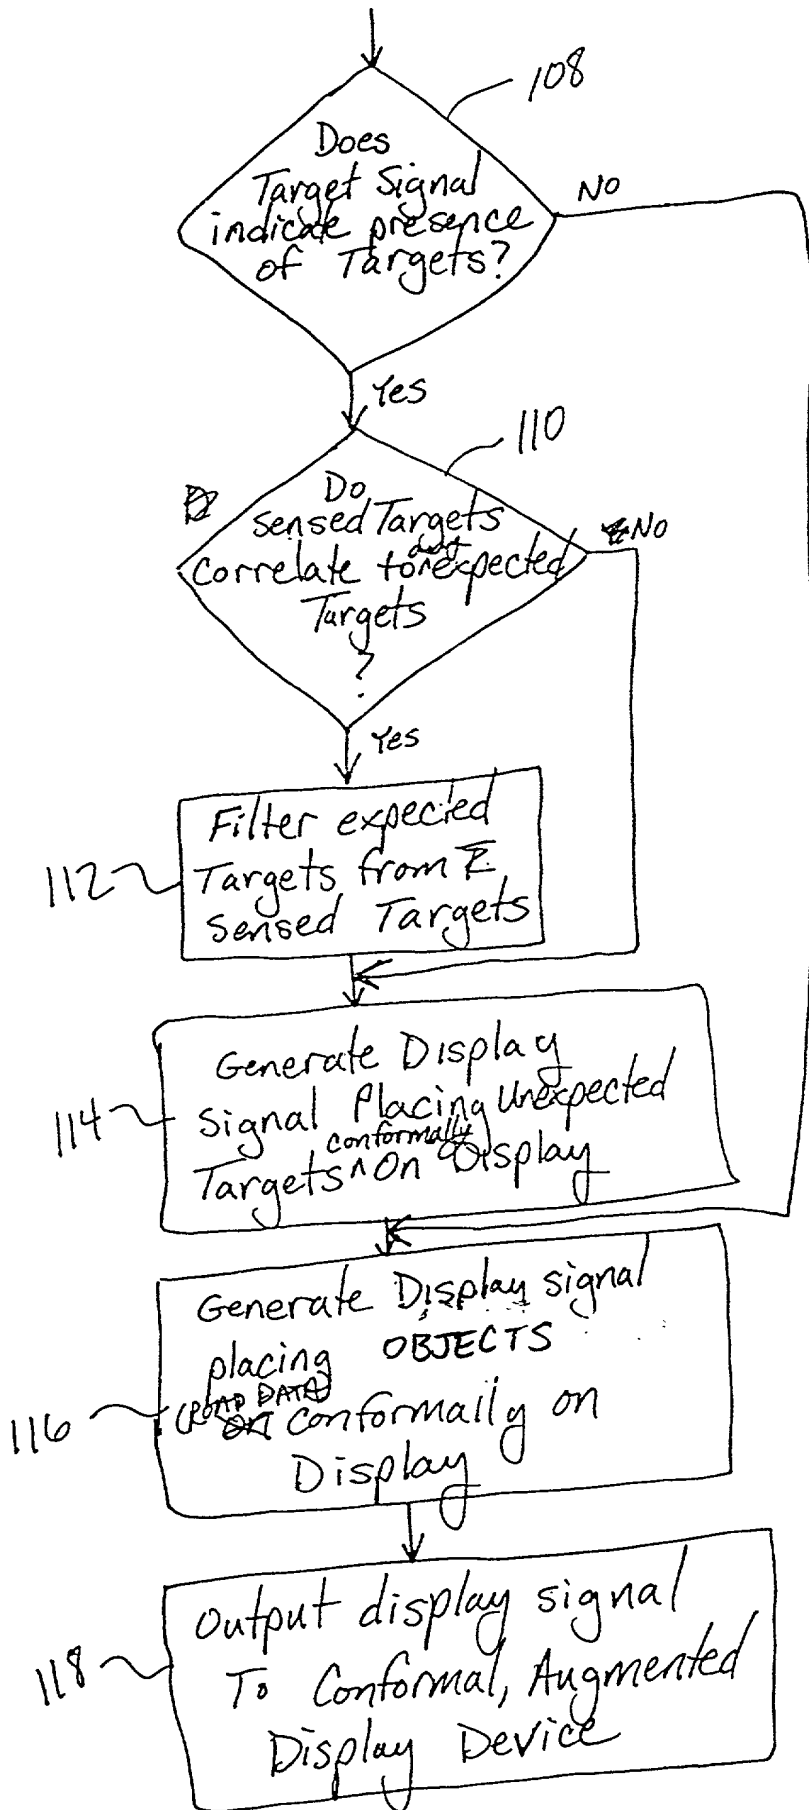 108
Does
Target Signal
indicate presence
of Targets?
No
Yes
110
Do
Sensed Targets
Correlate to expected
Targets
?
No
Yes
112
Filter expected
Targets from
Sensed Targets
114
Generate Display
Signal Placing Unexpected
conformally
Targets ^ On Display
116
Generate Display signal
placing OBJECTS
(ROAD DATA)
conformally on
Display
118
Output display signal
To Conformal, Augmented
Display Device